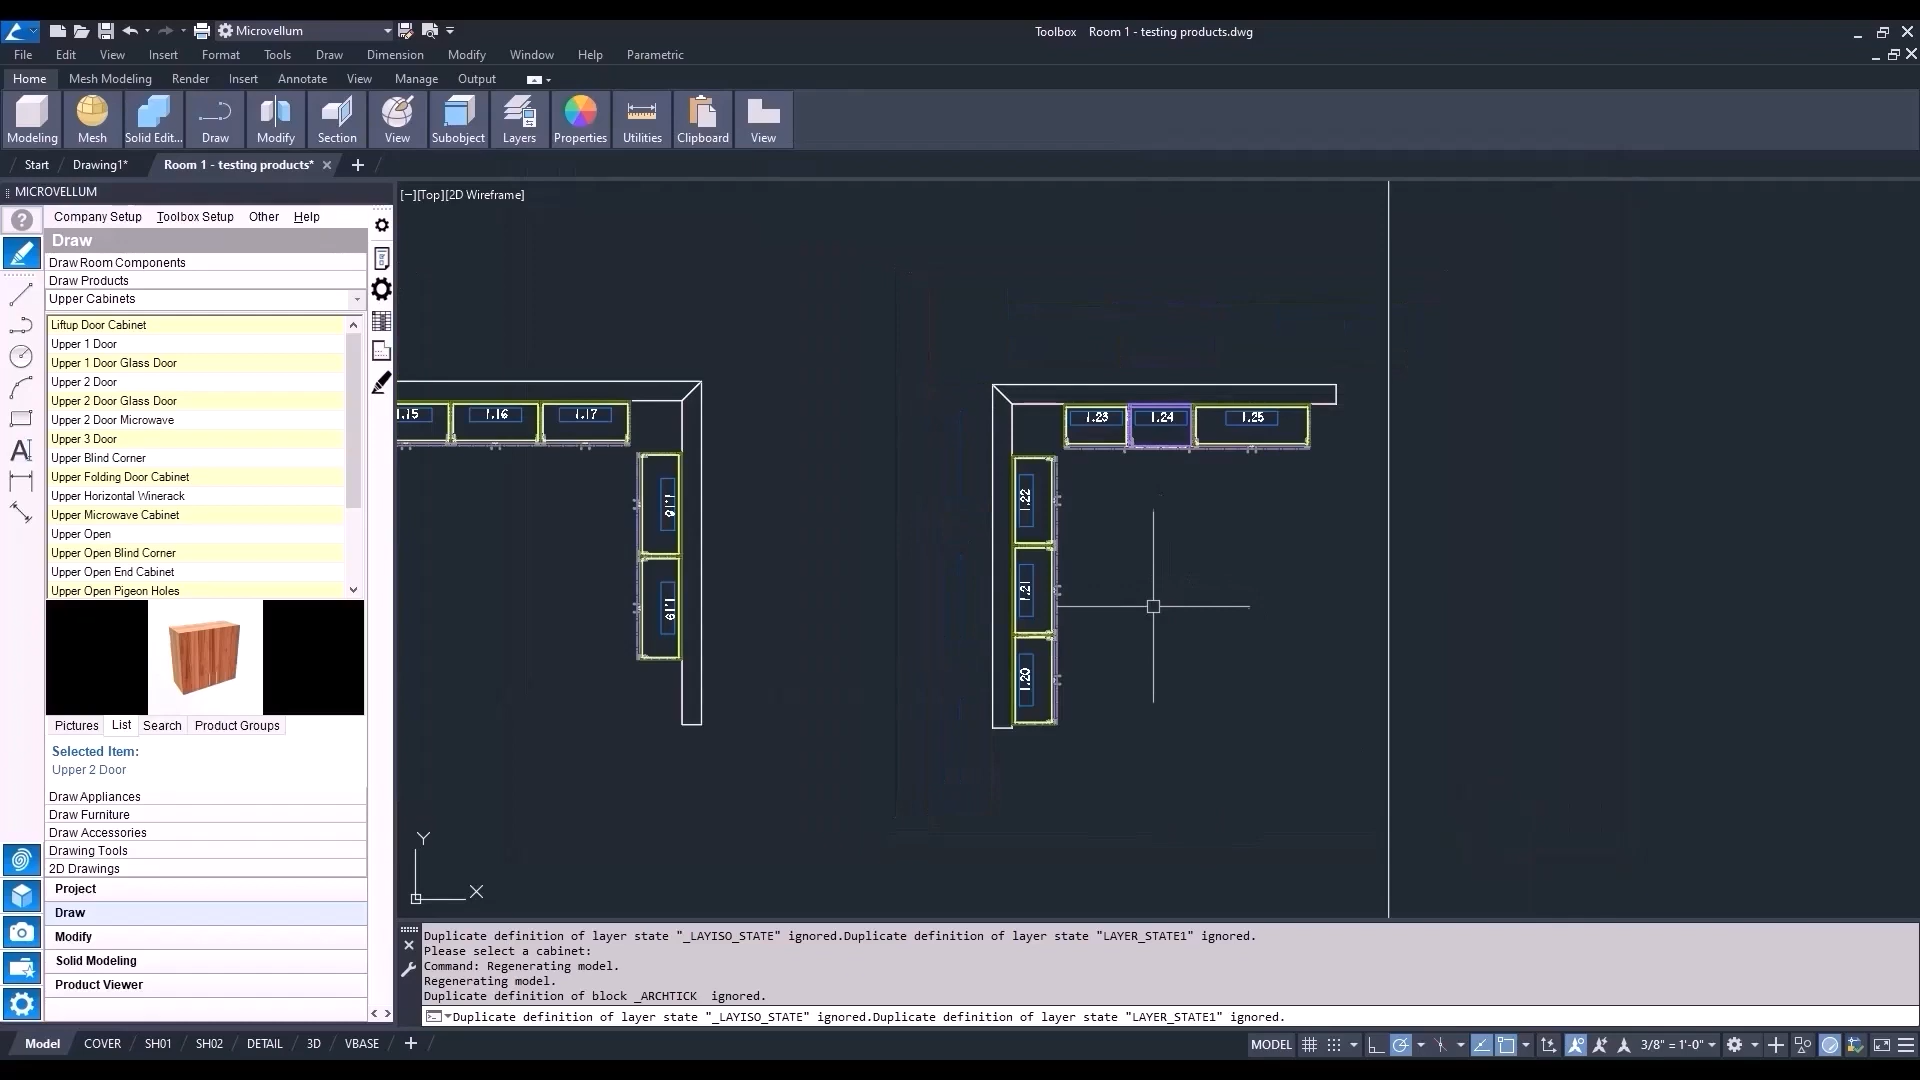 Microvellum
Toolbox Room 1 - testing products.dwg
File Edit View Insert Format Tools Draw Dimension Modify Window Help Parametric
Home Mesh Modeling Render Insert Annotate View Manage Output
Modeling Mesh Solid Edit... Draw Modify Section View Subobject Layers Properties Utilities Clipboard View
Start Drawing1* Room 1 - testing products*
MICROVELLUM
[−][Top][2D Wireframe]
Company Setup Toolbox Setup Other Help
Draw
Draw Room Components
Draw Products
Upper Cabinets
Liftup Door Cabinet
Upper 1 Door
Upper 1 Door Glass Door
Upper 2 Door
Upper 2 Door Glass Door
Upper 2 Door Microwave
Upper 3 Door
Upper Blind Corner
Upper Folding Door Cabinet
Upper Horizontal Winerack
Upper Microwave Cabinet
Upper Open
Upper Open Blind Corner
Upper Open End Cabinet
Upper Open Pigeon Holes
Pictures List Search Product Groups
Selected Item:
Upper 2 Door
Draw Appliances
Draw Furniture
Draw Accessories
Drawing Tools
2D Drawings
Project
Draw
Modify
Solid Modeling
Product Viewer
1.15 1.16 1.17
1.18
1.19
1.23 1.24 1.25
1.22
1.21
1.20
Y
X
Duplicate definition of layer state "_LAYISO_STATE" ignored.Duplicate definition of layer state "LAYER_STATE1" ignored.
Please select a cabinet:
Command: Regenerating model.
Regenerating model.
Duplicate definition of block _ARCHTICK  ignored.
Duplicate definition of layer state "_LAYISO_STATE" ignored.Duplicate definition of layer state "LAYER_STATE1" ignored.
Model COVER SH01 SH02 DETAIL 3D VBASE
MODEL 3/8" = 1'-0"